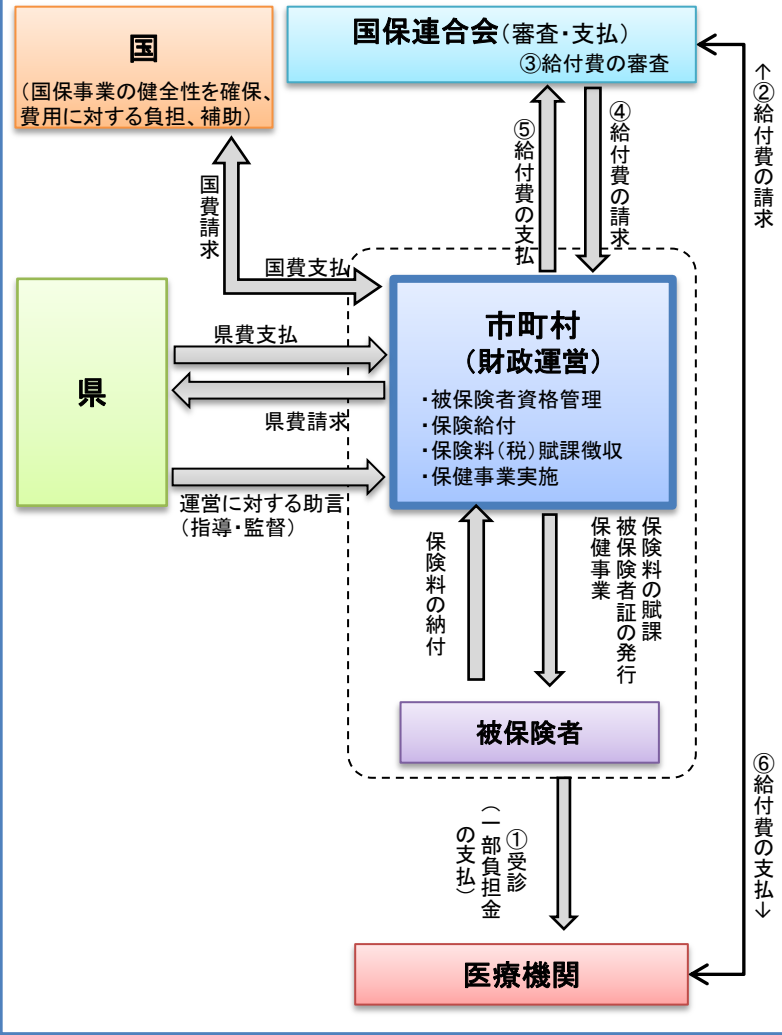 国
（国保事業の健全性を確保、
費用に対する負担、補助）
国保連合会（審査・支払）
③給付費の審査
↑②給付費の請求
⑤給付費の支払
④給付費の請求
国費請求
国費支払
県
県費支払
県費請求
運営に対する助言
（指導・監督）
市町村
（財政運営）
・被保険者資格管理
・保険給付
・保険料（税）賦課徴収
・保健事業実施
保険料の納付
保険料の賦課
被保険者証の発行
保健事業
被保険者
①受診
（一部負担金
の支払）
⑥給付費の支払↓
医療機関